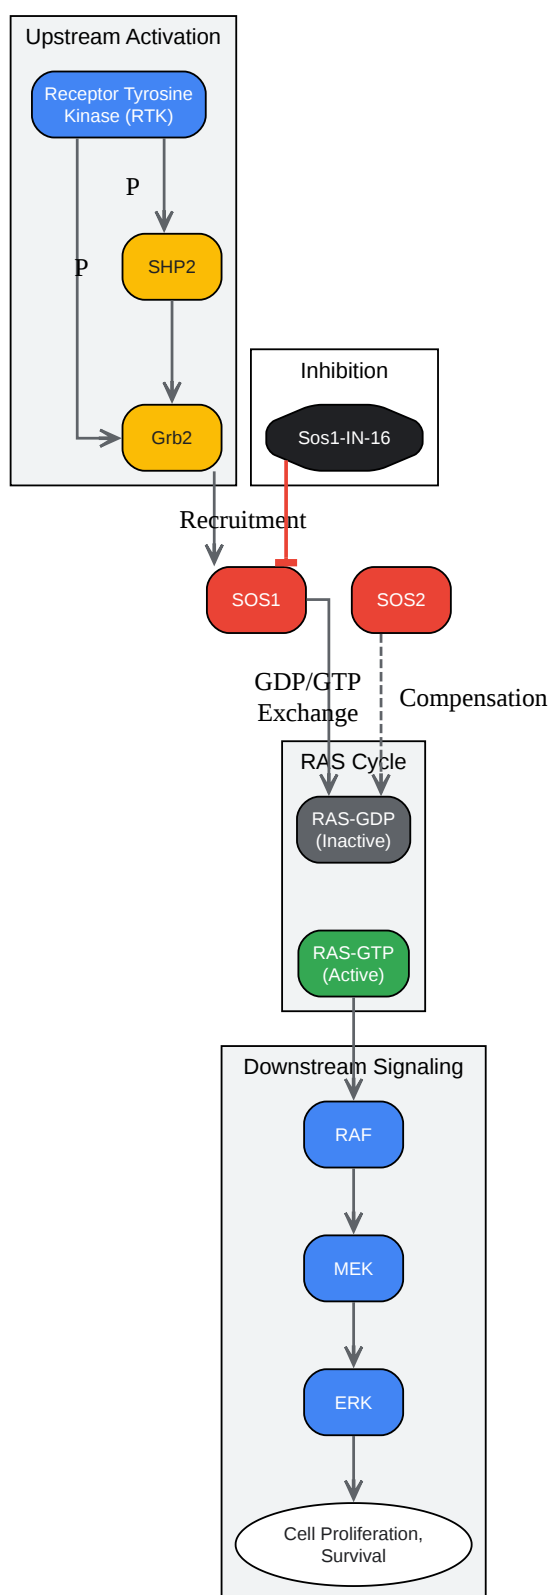 Upstream Activation
Receptor Tyrosine
Kinase (RTK)
P
P
SHP2
Grb2
Inhibition
Sos1-IN-16
Recruitment
SOS1
SOS2
GDP/GTP
Exchange
Compensation
RAS Cycle
RAS-GDP
(Inactive)
RAS-GTP
(Active)
Downstream Signaling
RAF
MEK
ERK
Cell Proliferation,
Survival